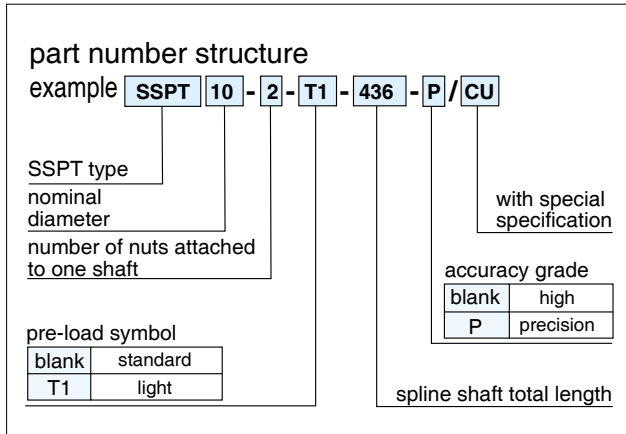 part number structure
example SSPT 10 - 2 - T1 - 436 - P / CU
SSPT type
nominal
diameter
number of nuts attached
to one shaft
with special
specification
accuracy grade
blank high
P precision
pre-load symbol
blank standard
T1 light
spline shaft total length